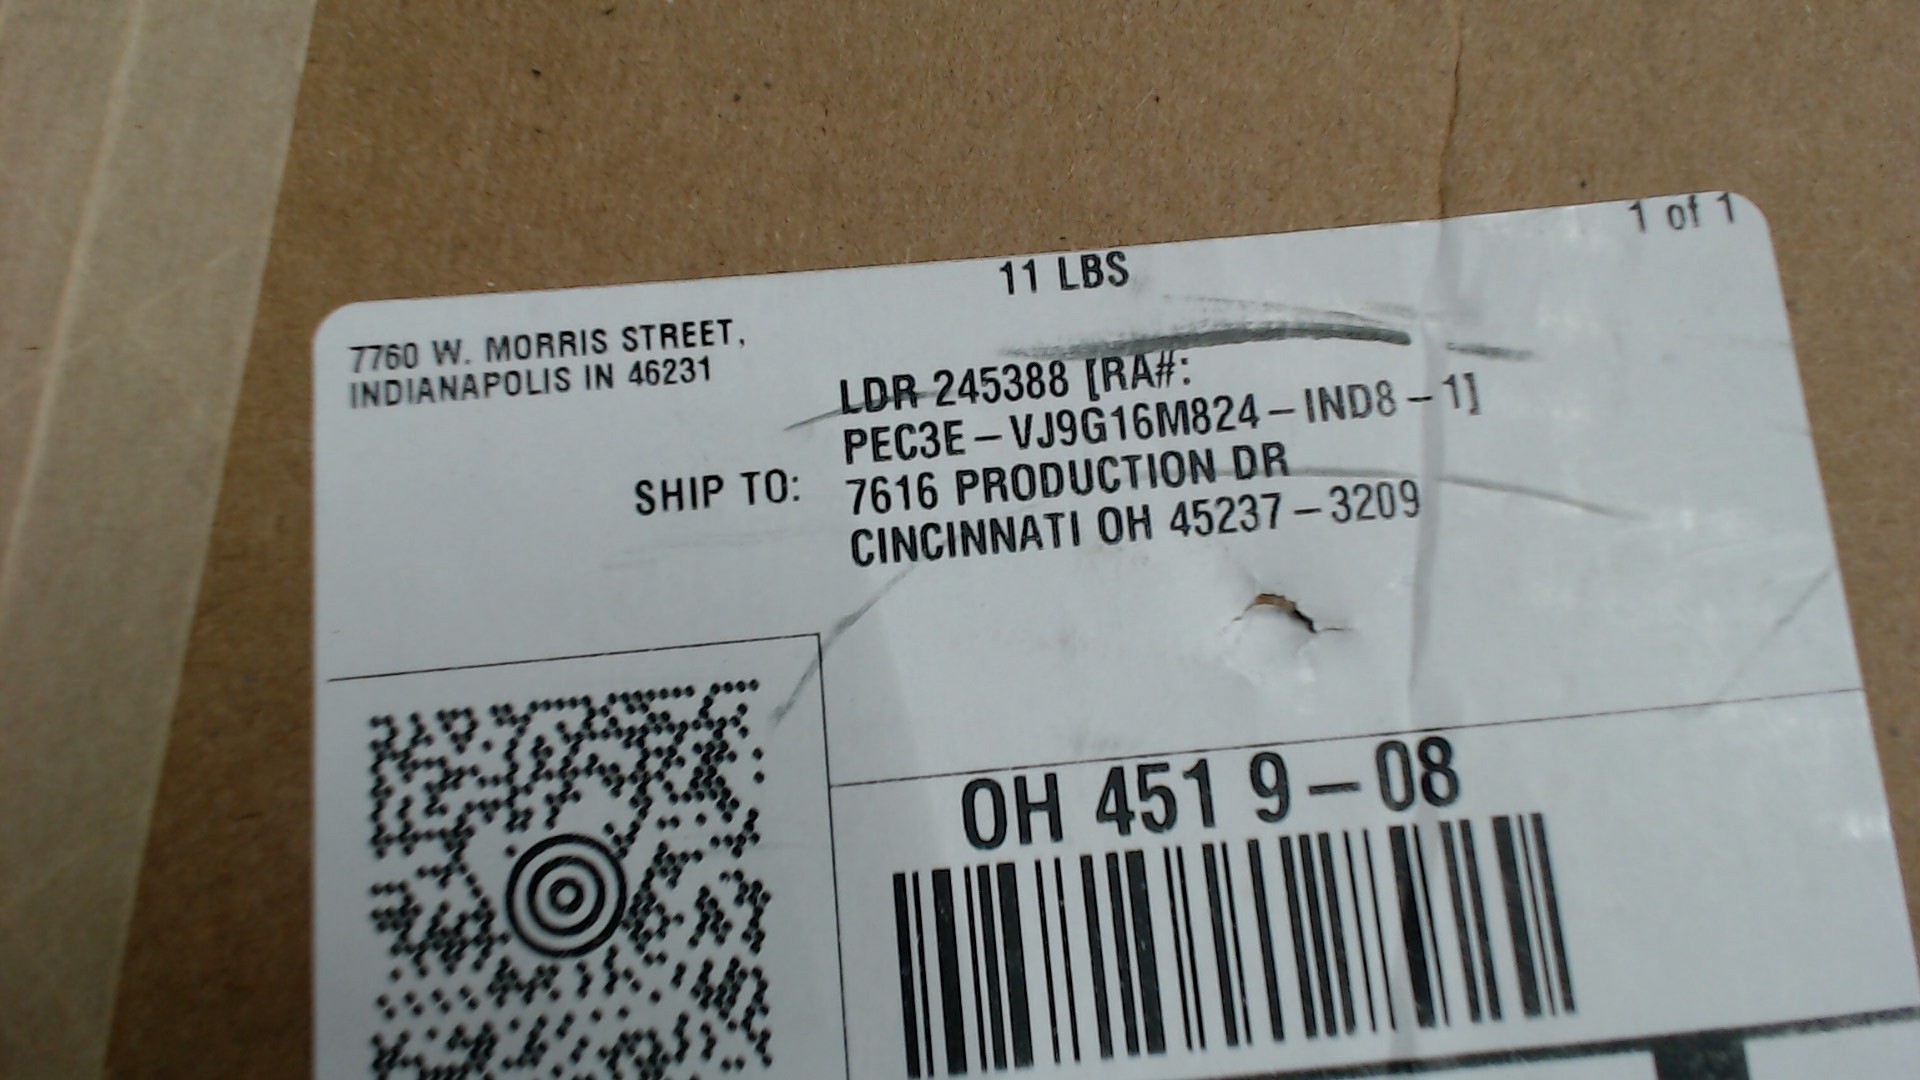 1 of 1
11 LBS
7760 W. MORRIS STREET,
INDIANAPOLIS IN 46231
LDR 245388 [RA#:
PEC3E-VJ9G16M824-IND8-1]
SHIP TO: 7616 PRODUCTION DR
CINCINNATI OH 45237-3209
OH 451 9-08